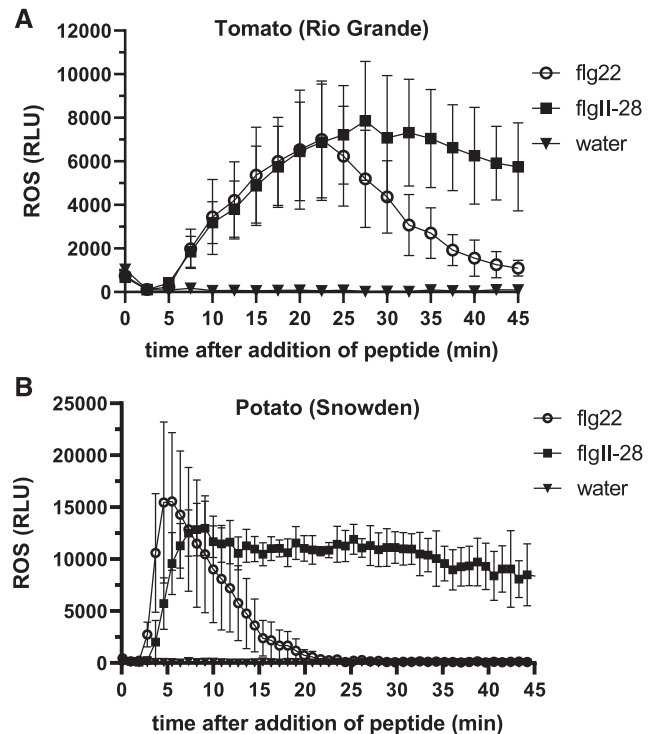 A
Tomato (Rio Grande)
12000
10000
8000
6000
4000
2000
0
ROS (RLU)
0 5 10 15 20 25 30 35 40 45
time after addition of peptide (min)
flg22
flgII-28
water
B
Potato (Snowden)
25000
20000
15000
10000
5000
0
ROS (RLU)
0 5 10 15 20 25 30 35 40 45
time after addition of peptide (min)
flg22
flgII-28
water